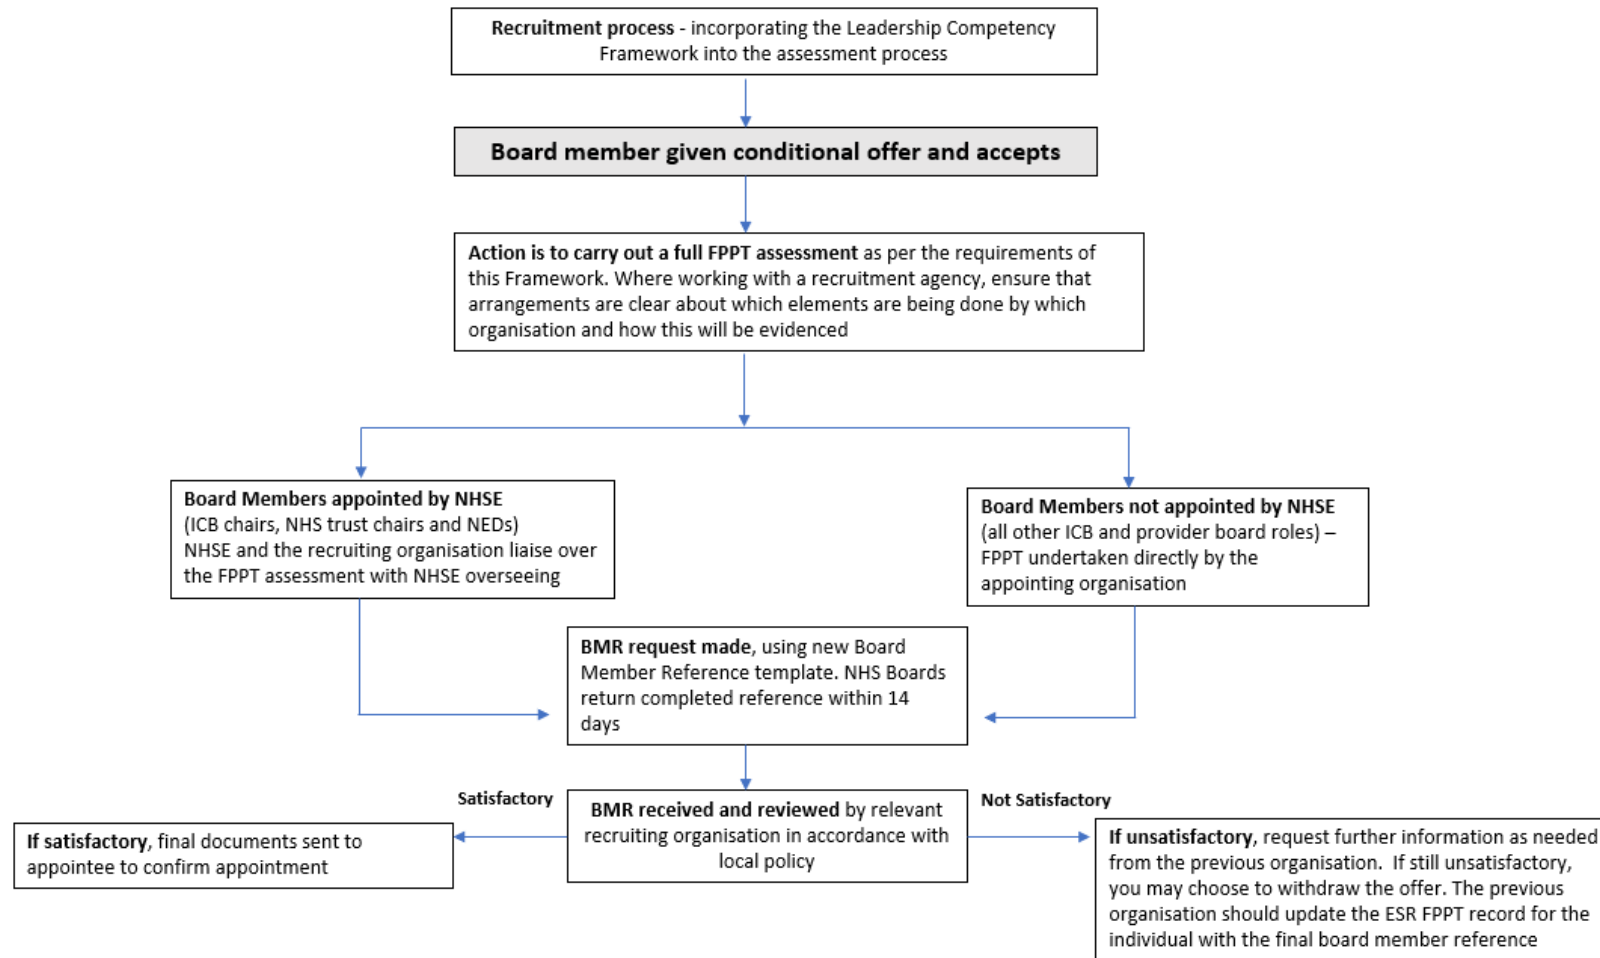 Recruitment process - incorporating the Leadership Competency
Framework into the assessment process
Board member given conditional offer and accepts
Action is to carry out a full FPPT assessment as per the requirements of
this Framework. Where working with a recruitment agency, ensure that
arrangements are clear about which elements are being done by which
organisation and how this will be evidenced
Board Members appointed by NHSE
(ICB chairs, NHS trust chairs and NEDs)
NHSE and the recruiting organisation liaise over
the FPPT assessment with NHSE overseeing
Board Members not appointed by NHSE
(all other ICB and provider board roles) –
FPPT undertaken directly by the
appointing organisation
BMR request made, using new Board
Member Reference template. NHS Boards
return completed reference within 14
days
Satisfactory
BMR received and reviewed by relevant
recruiting organisation in accordance with
local policy
Not Satisfactory
If satisfactory, final documents sent to
appointee to confirm appointment
If unsatisfactory, request further information as needed
from the previous organisation.  If still unsatisfactory,
you may choose to withdraw the offer. The previous
organisation should update the ESR FPPT record for the
individual with the final board member reference